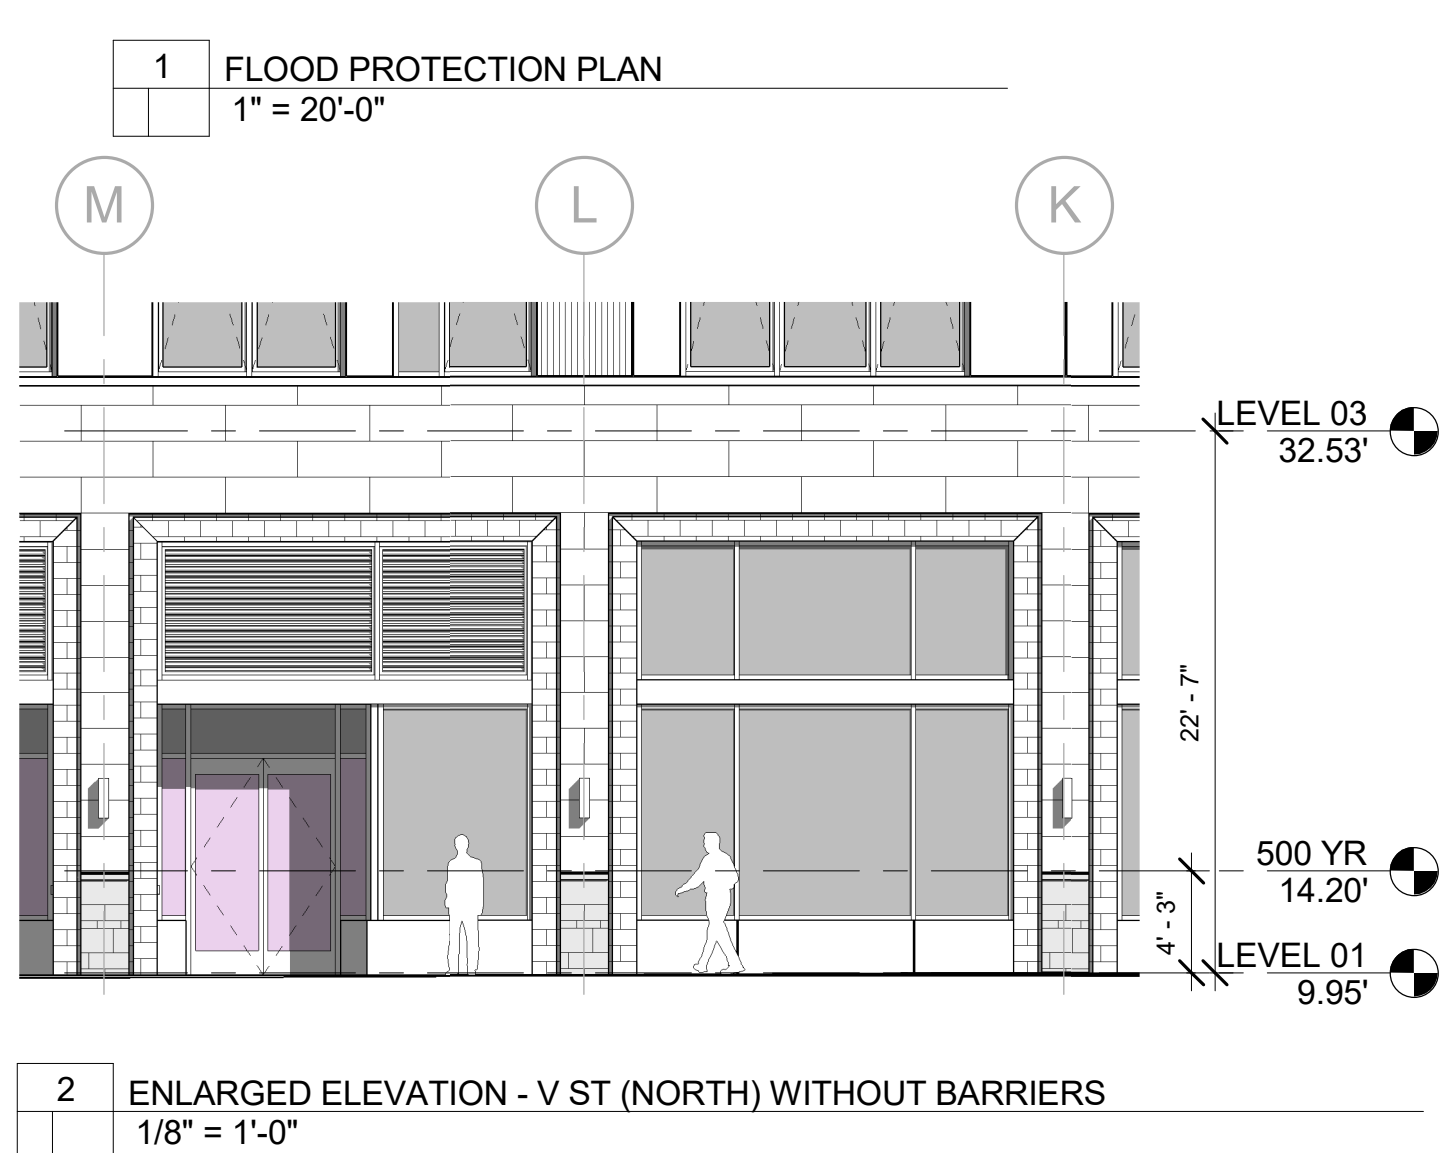 1
FLOOD PROTECTION PLAN
1" = 20'-0"
M
L
K
LEVEL 03
32.53'
22' - 7"
500 YR
14.20'
4' - 3"
LEVEL 01
9.95'
2
ENLARGED ELEVATION - V ST (NORTH) WITHOUT BARRIERS
1/8" = 1'-0"